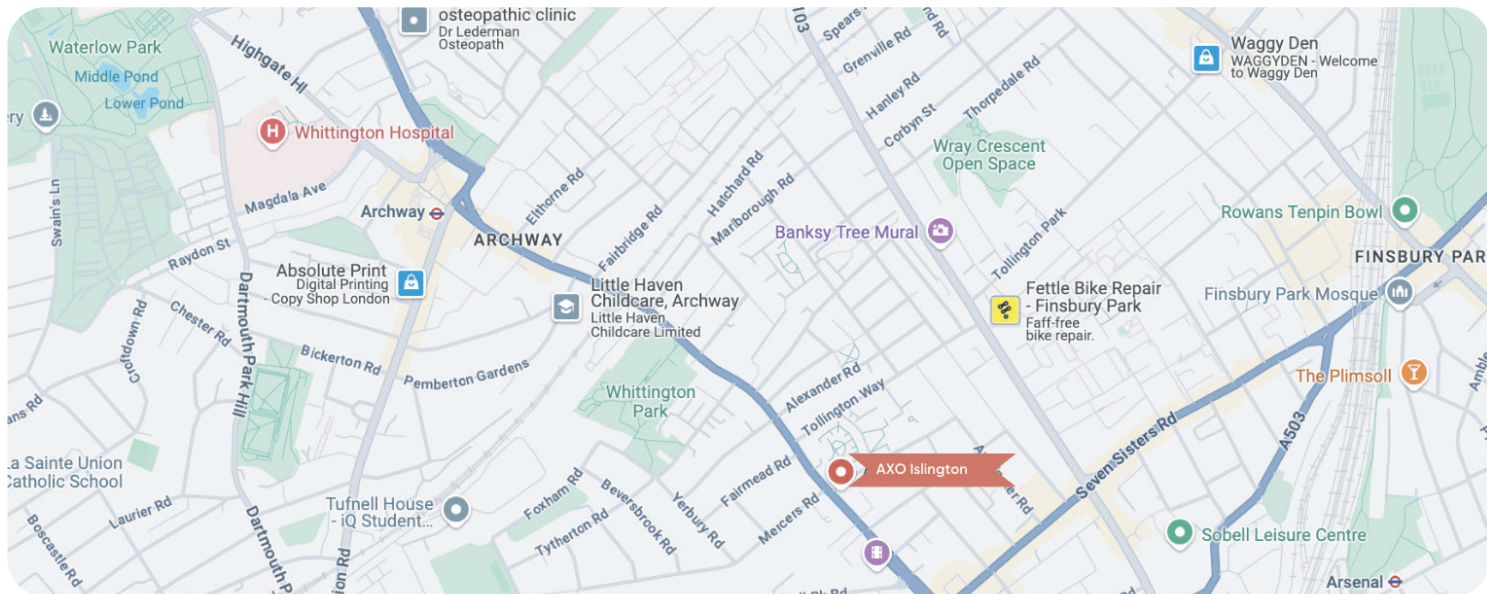 osteopathic clinic
Dr Lederman
Osteopath
103
Spears
Grenville Rd
Waggy Den
WAGGYDEN - Welcome
to Waggy Den
Waterlow Park
Middle Pond
Lower Pond
Highgate Hl
Hanley Rd
Thorpedale Rd
Corbyn St
ery
Whittington Hospital
Wray Crescent
Open Space
Swain's Ln
Magdala Ave
Archway
Elthorne Rd
Hatchard Rd
Marlborough Rd
Fairbridge Rd
ARCHWAY
Banksy Tree Mural
Tollington Park
Rowans Tenpin Bowl
FINSBURY PAR
Raydon St
Absolute Print
Digital Printing
- Copy Shop London
Little Haven
Childcare, Archway
Little Haven
Childcare Limited
Fettle Bike Repair
- Finsbury Park
Faff-free
bike repair.
Finsbury Park Mosque
Croftdown Rd
Chester Rd
Dartmouth Park Hill
Bickerton Rd
Pemberton Gardens
Whittington
Park
Alexander Rd
Tollington Way
The Plimsoll
Amble
ans Rd
A503
Seven Sisters Rd
AXO Islington
La Sainte Union
Catholic School
Laurier Rd
Boscastle Rd
Dartmouth P
Tufnell House
- iQ Student...
ion Rd
Foxham Rd
Tytherton Rd
Beversbrook Rd
Yerbury Rd
Fairmead Rd
Mercers Rd
Sobell Leisure Centre
Arsenal